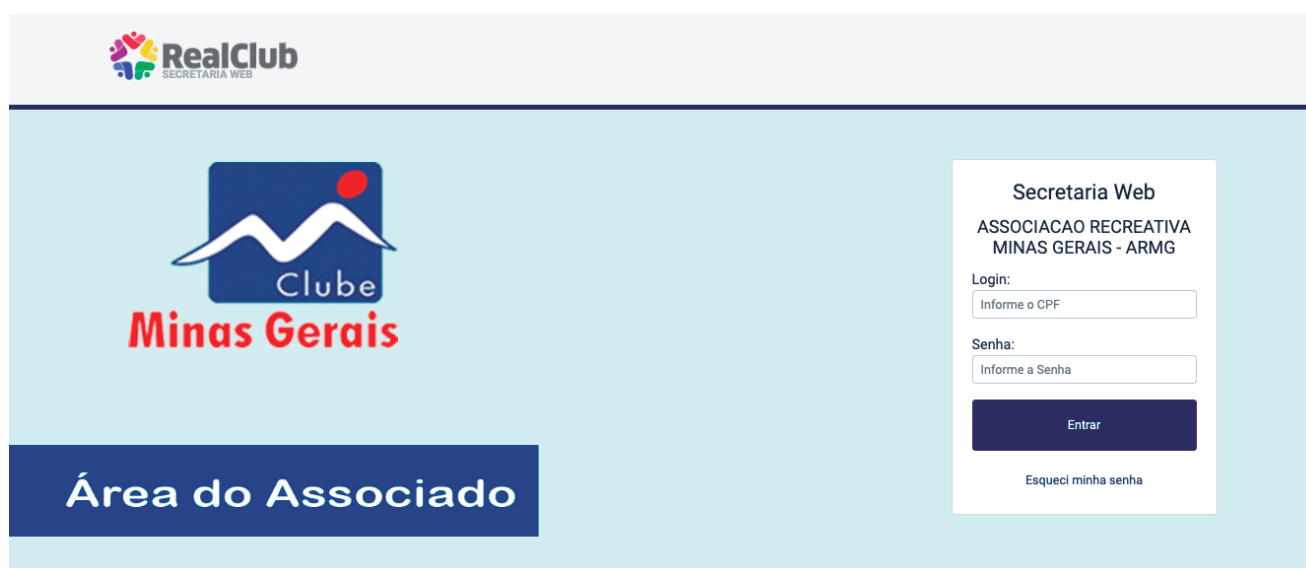 RealClub
SECRETARIA WEB
Clube
Minas Gerais
Área do Associado
Secretaria Web
ASSOCIACAO RECREATIVA
MINAS GERAIS - ARMG
Login:
Informe o CPF
Senha:
Informe a Senha
Entrar
Esqueci minha senha